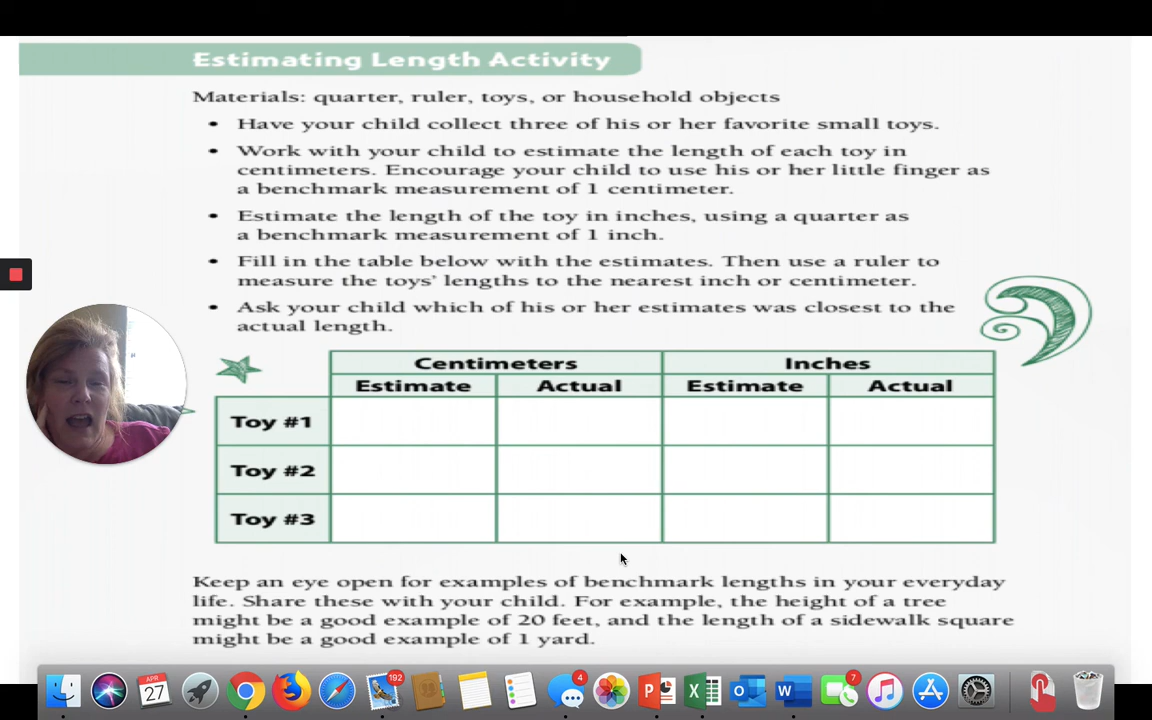 Estimating Length Activity
Materials: quarter, ruler, toys, or household objects
• Have your child collect three of his or her favorite small toys.
• Work with your child to estimate the length of each toy in
centimeters. Encourage your child to use his or her little finger as
a benchmark measurement of 1 centimeter.
• Estimate the length of the toy in inches, using a quarter as
a benchmark measurement of 1 inch.
• Fill in the table below with the estimates. Then use a ruler to
measure the toys’ lengths to the nearest inch or centimeter.
• Ask your child which of his or her estimates was closest to the
actual length.
Centimeters Inches
Estimate Actual Estimate Actual
Toy #1
Toy #2
Toy #3
Keep an eye open for examples of benchmark lengths in your everyday
life. Share these with your child. For example, the height of a tree
might be a good example of 20 feet, and the length of a sidewalk square
might be a good example of 1 yard.
192 4 7
APR
27
P X O W